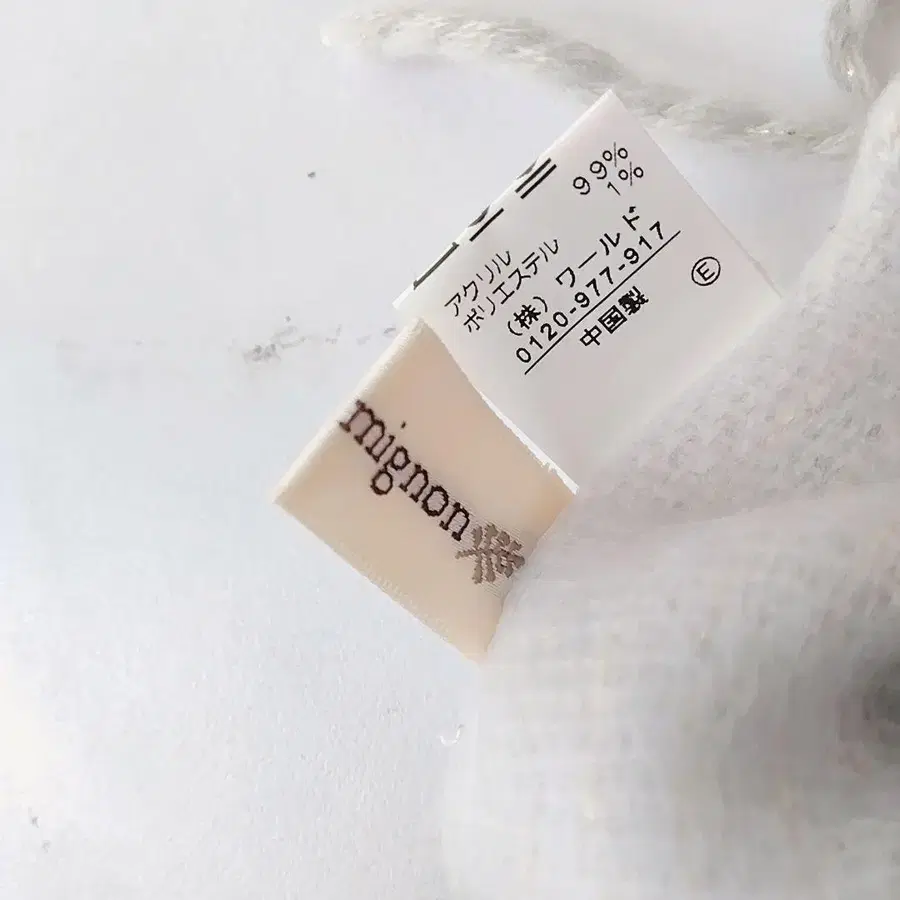 アクリル 99%
ポリエステル 1%
(株) ワールド
0120-977-917
中国製
E
mignon